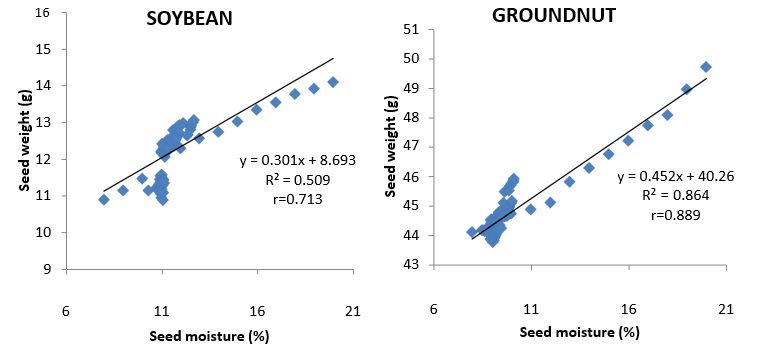 SOYBEAN
16
15
14
13
12
11
10
9
Seed weight (g)
y = 0.301x + 8.693
R² = 0.509
r=0.713
6
11
16
21
Seed moisture (%)
GROUNDNUT
51
50
49
48
47
46
45
44
43
Seed weight (g)
y = 0.452x + 40.26
R² = 0.864
r=0.889
6
11
16
21
Seed moisture (%)